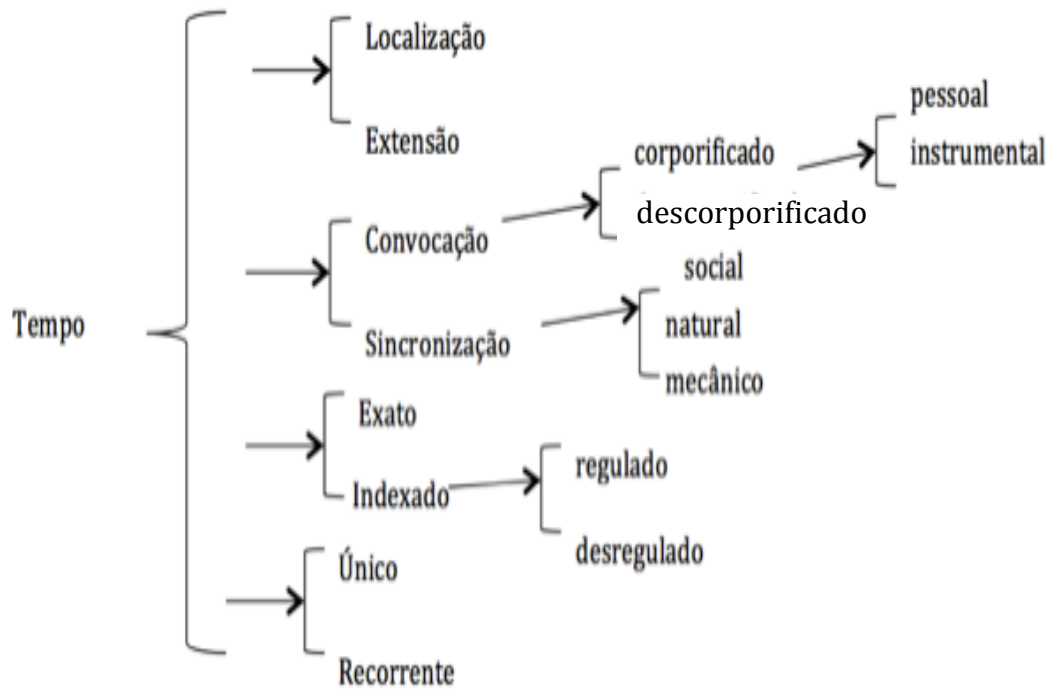 Localização
Extensão
pessoal
corporificado
instrumental
descorporificado
Convocação
social
Tempo
natural
Sincronização
mecânico
Exato
regulado
Indexado
desregulado
Único
Recorrente